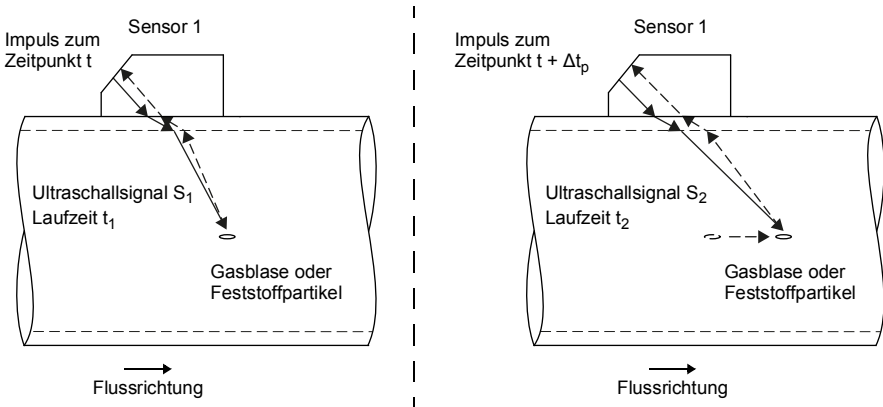 Sensor 1
Impuls zum
Zeitpunkt t
Ultraschallsignal S₁
Laufzeit t₁
Gasblase oder
Feststoffpartikel
Flussrichtung
Sensor 1
Impuls zum
Zeitpunkt t + Δtₚ
Ultraschallsignal S₂
Laufzeit t₂
Gasblase oder
Feststoffpartikel
Flussrichtung